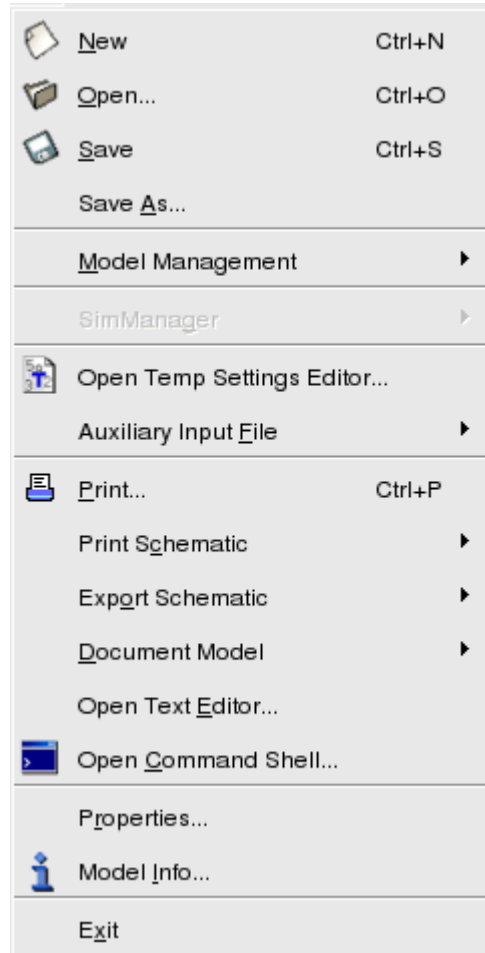 New Ctrl+N
Open... Ctrl+O
Save Ctrl+S
Save As...
Model Management
SimManager
Open Temp Settings Editor...
Auxiliary Input File
Print... Ctrl+P
Print Schematic
Export Schematic
Document Model
Open Text Editor...
Open Command Shell...
Properties...
Model Info...
Exit